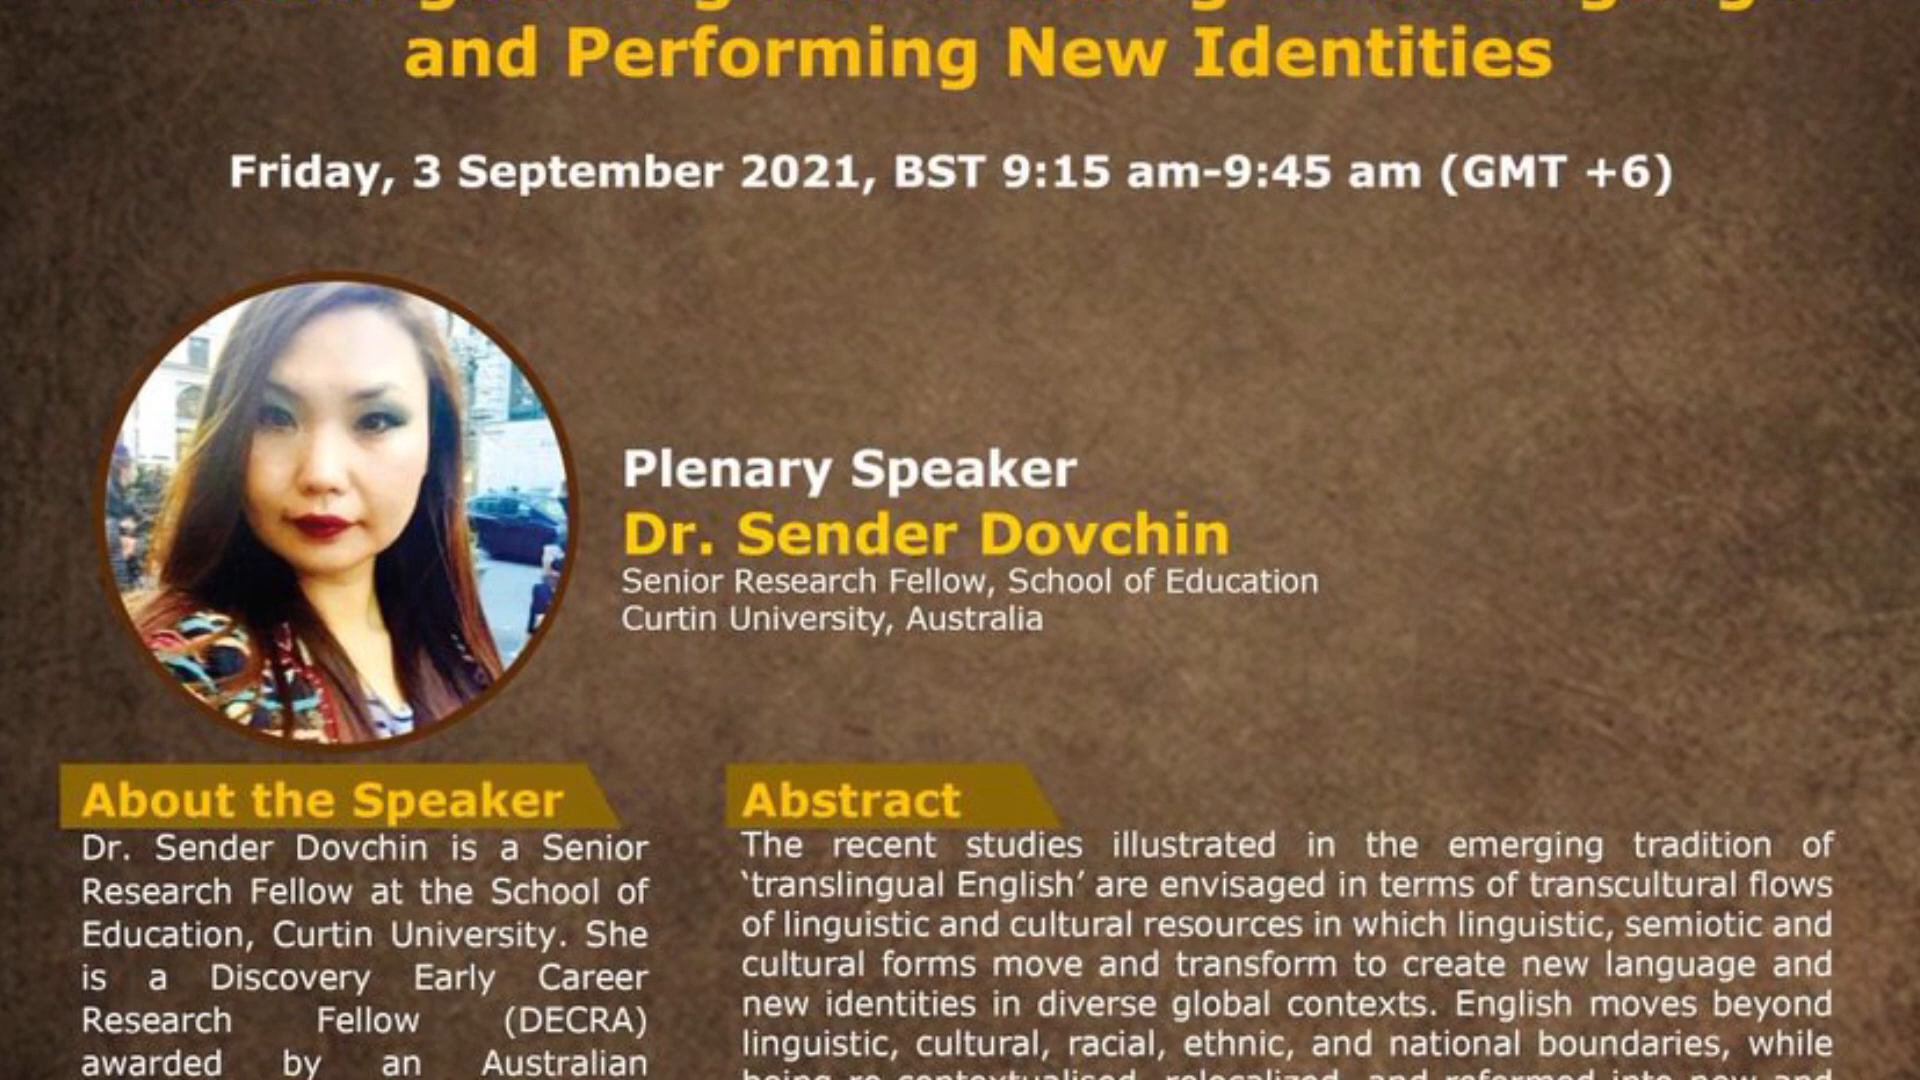 and Performing New Identities
Friday, 3 September 2021, BST 9:15 am-9:45 am (GMT +6)
Plenary Speaker
Dr. Sender Dovchin
Senior Research Fellow, School of Education
Curtin University, Australia
About the Speaker
Dr. Sender Dovchin is a Senior
Research Fellow at the School of
Education, Curtin University. She
is a Discovery Early Career
Research Fellow (DECRA)
awarded by an Australian
Abstract
The recent studies illustrated in the emerging tradition of
‘translingual English’ are envisaged in terms of transcultural flows
of linguistic and cultural resources in which linguistic, semiotic and
cultural forms move and transform to create new language and
new identities in diverse global contexts. English moves beyond
linguistic, cultural, racial, ethnic, and national boundaries, while